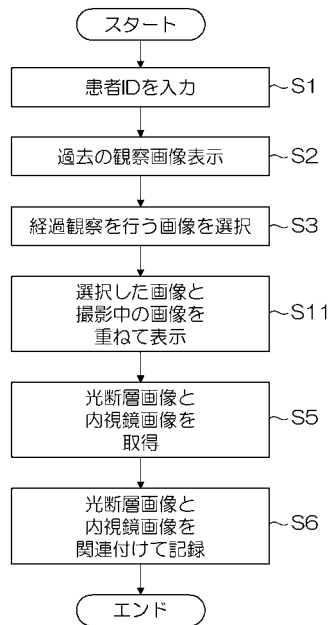 スタート
患者IDを入力
S1
過去の観察画像表示
S2
経過観察を行う画像を選択
S3
選択した画像と
撮影中の画像を
重ねて表示
S11
光断層画像と
内視鏡画像を
取得
S5
光断層画像と
内視鏡画像を
関連付けて記録
S6
エンド